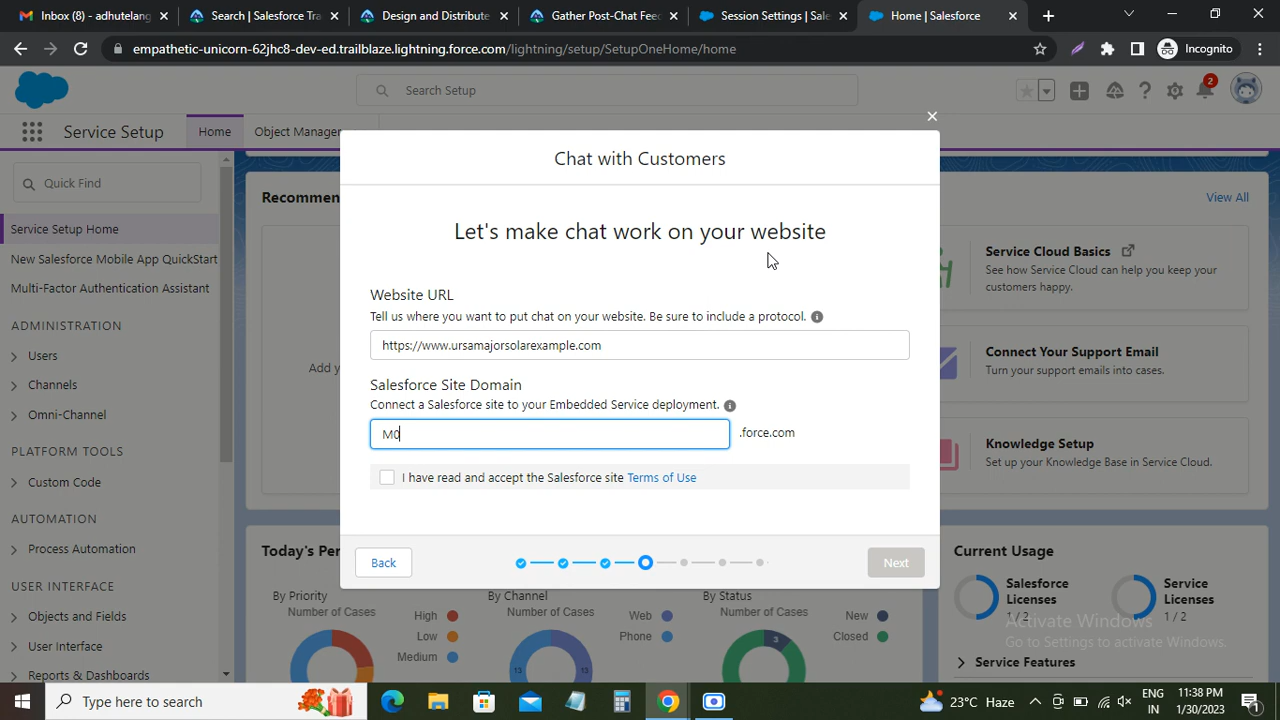 Inbox (8) - adhutelang
Search | Salesforce Tra
Design and Distribute
Gather Post-Chat Fee
Session Settings | Sale
Home | Salesforce
empathetic-unicorn-62jhc8-dev-ed.trailblaze.lightning.force.com/lightning/setup/SetupOneHome/home
Incognito
Search Setup
2
Service Setup
Home
Object Manager
Chat with Customers
Quick Find
Recommen
View All
Service Setup Home
New Salesforce Mobile App QuickStart
Multi-Factor Authentication Assistant
ADMINISTRATION
Users
Channels
Omni-Channel
PLATFORM TOOLS
Custom Code
AUTOMATION
Process Automation
USER INTERFACE
Objects and Fields
User Interface
Reports & Dashboards
Add y
Let's make chat work on your website
Website URL
Tell us where you want to put chat on your website. Be sure to include a protocol.
https://www.ursamajorsolarexample.com
Salesforce Site Domain
Connect a Salesforce site to your Embedded Service deployment.
M0
.force.com
I have read and accept the Salesforce site Terms of Use
Back
Next
Service Cloud Basics
See how Service Cloud can help you keep your
customers happy.
Connect Your Support Email
Turn your support emails into cases.
Knowledge Setup
Set up your Knowledge Base in Service Cloud.
Today's Per
By Priority
Number of Cases
High
Low
Medium
By Channel
Number of Cases
Web
Phone
13
15
By Status
Number of Cases
New
Closed
3
Current Usage
Salesforce
Licenses
1 / 2
Service
Licenses
1 / 2
Activate Windows
Go to Settings to activate Windows.
Service Features
Type here to search
23°C Haze
ENG
IN
11:38 PM
1/30/2023
1